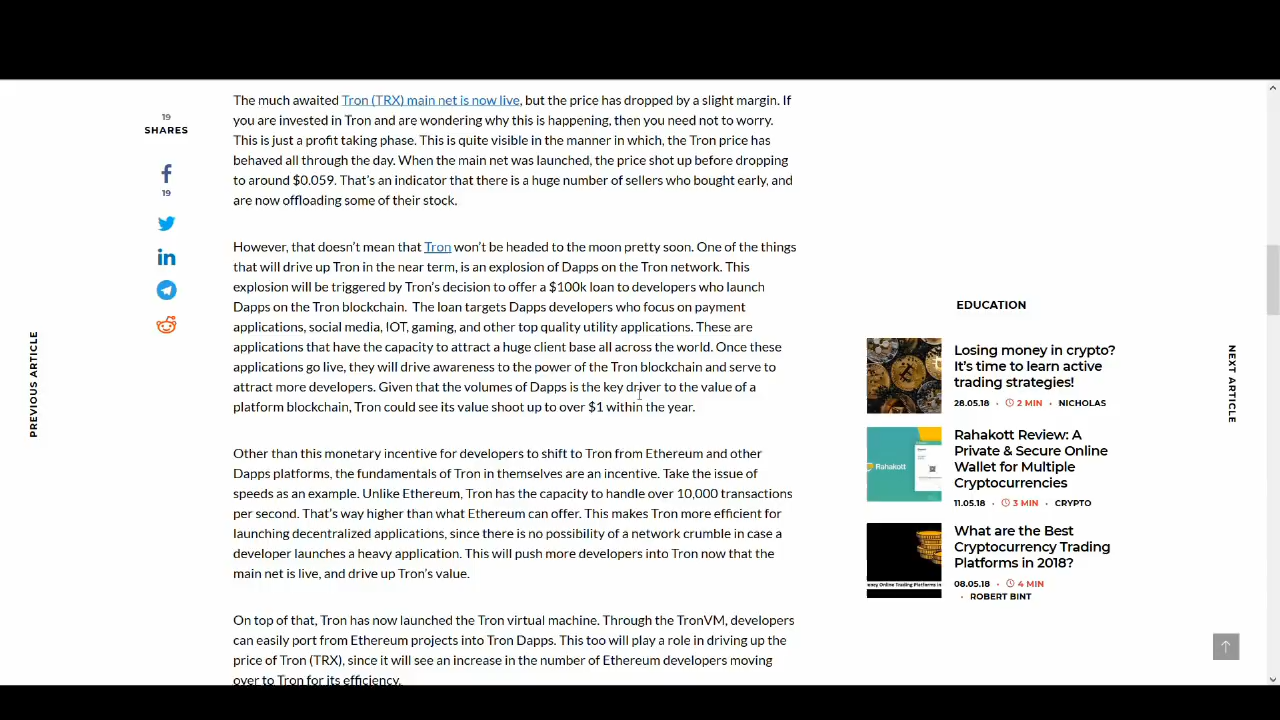 The much awaited Tron (TRX) main net is now live, but the price has dropped by a slight margin. If
you are invested in Tron and are wondering why this is happening, then you need not to worry.
This is just a profit taking phase. This is quite visible in the manner in which, the Tron price has
behaved all through the day. When the main net was launched, the price shot up before dropping
to around $0.059. That's an indicator that there is a huge number of sellers who bought early, and
are now offloading some of their stock.
However, that doesn't mean that Tron won't be headed to the moon pretty soon. One of the things
that will drive up Tron in the near term, is an explosion of Dapps on the Tron network. This
explosion will be triggered by Tron's decision to offer a $100k loan to developers who launch
Dapps on the Tron blockchain.  The loan targets Dapps developers who focus on payment
applications, social media, IOT, gaming, and other top quality utility applications. These are
applications that have the capacity to attract a huge client base all across the world. Once these
applications go live, they will drive awareness to the power of the Tron blockchain and serve to
attract more developers. Given that the volumes of Dapps is the key driver to the value of a
platform blockchain, Tron could see its value shoot up to over $1 within the year.
Other than this monetary incentive for developers to shift to Tron from Ethereum and other
Dapps platforms, the fundamentals of Tron in themselves are an incentive. Take the issue of
speeds as an example. Unlike Ethereum, Tron has the capacity to handle over 10,000 transactions
per second. That's way higher than what Ethereum can offer. This makes Tron more efficient for
launching decentralized applications, since there is no possibility of a network crumble in case a
developer launches a heavy application. This will push more developers into Tron now that the
main net is live, and drive up Tron's value.
On top of that, Tron has now launched the Tron virtual machine. Through the TronVM, developers
can easily port from Ethereum projects into Tron Dapps. This too will play a role in driving up the
price of Tron (TRX), since it will see an increase in the number of Ethereum developers moving
over to Tron for its efficiency.
19
SHARES
19
PREVIOUS ARTICLE
EDUCATION
Losing money in crypto?
It's time to learn active
trading strategies!
28.05.18 • 2 MIN • NICHOLAS
Rahakott
Rahakott Review: A
Private & Secure Online
Wallet for Multiple
Cryptocurrencies
11.05.18 • 3 MIN • CRYPTO
What are the Best
Cryptocurrency Trading
Platforms in 2018?
08.05.18 • 4 MIN
• ROBERT BINT
NEXT ARTICLE